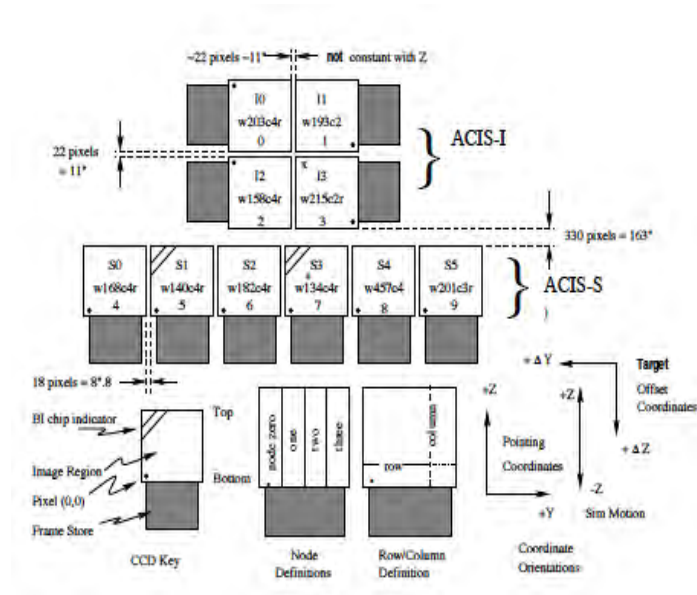 ~22 pixels ~11"
not constant with Z
I0
w203c4r
0
I1
w193c2
1
ACIS-I
22 pixels
= 11"
I2
w158c4r
2
x
I3
w215c2r
3
330 pixels = 163"
S0
w168c4r
4
S1
w140c4r
5
S2
w182c4r
6
S3
w134c4r
7
S4
w457c4
8
S5
w201c3r
9
ACIS-S
)
18 pixels = 8".8
BI chip indicator
Image Region
Pixel (0,0)
Frame Store
Top
Bottom
CCD Key
node zero
one
two
three
Node
Definitions
row
column
Row/Column
Definition
+Z
Pointing
Coordinates
+Y
+Z
-Z
Sim Motion
+ Δ Y
Target
Offset
Coordinates
+ Δ Z
Coordinate
Orientations